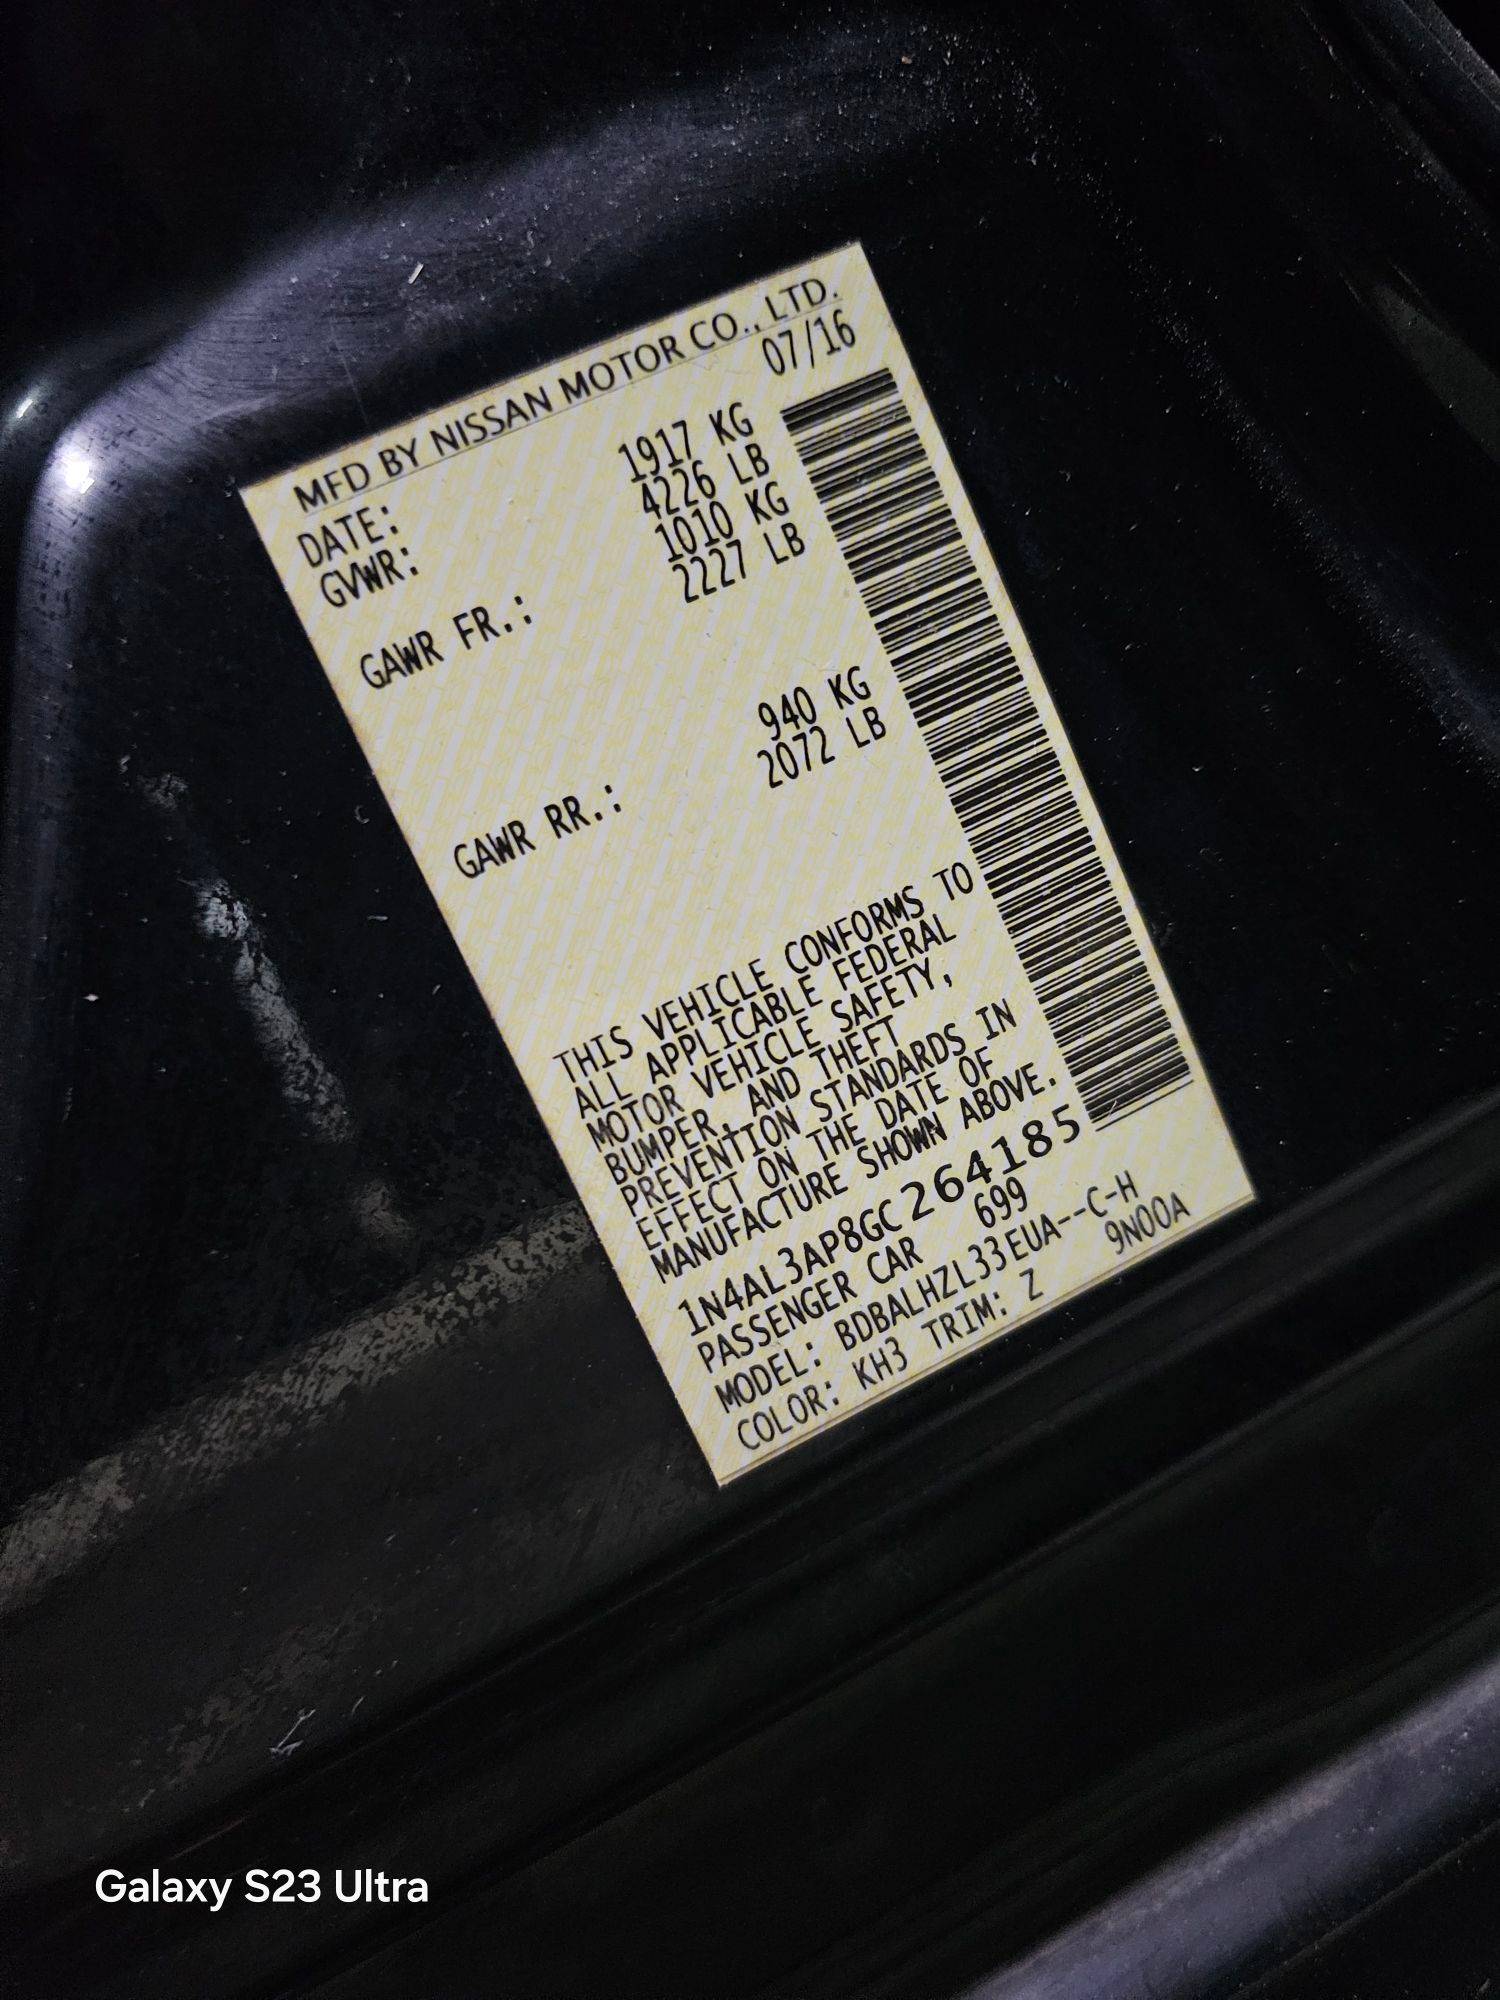 MFD BY NISSAN MOTOR CO., LTD.
DATE: 07/16
GVWR: 1917 KG
4226 LB
GAWR FR.: 1010 KG
2227 LB
GAWR RR.: 940 KG
2072 LB
THIS VEHICLE CONFORMS TO
ALL APPLICABLE FEDERAL
MOTOR VEHICLE SAFETY,
BUMPER, AND THEFT
PREVENTION STANDARDS IN
EFFECT ON THE DATE OF
MANUFACTURE SHOWN ABOVE.
1N4AL3AP8GC264185
PASSENGER CAR 699
MODEL: BDBALHZL33EUA--C-H
COLOR: KH3 TRIM: Z 9N00A
Galaxy S23 Ultra